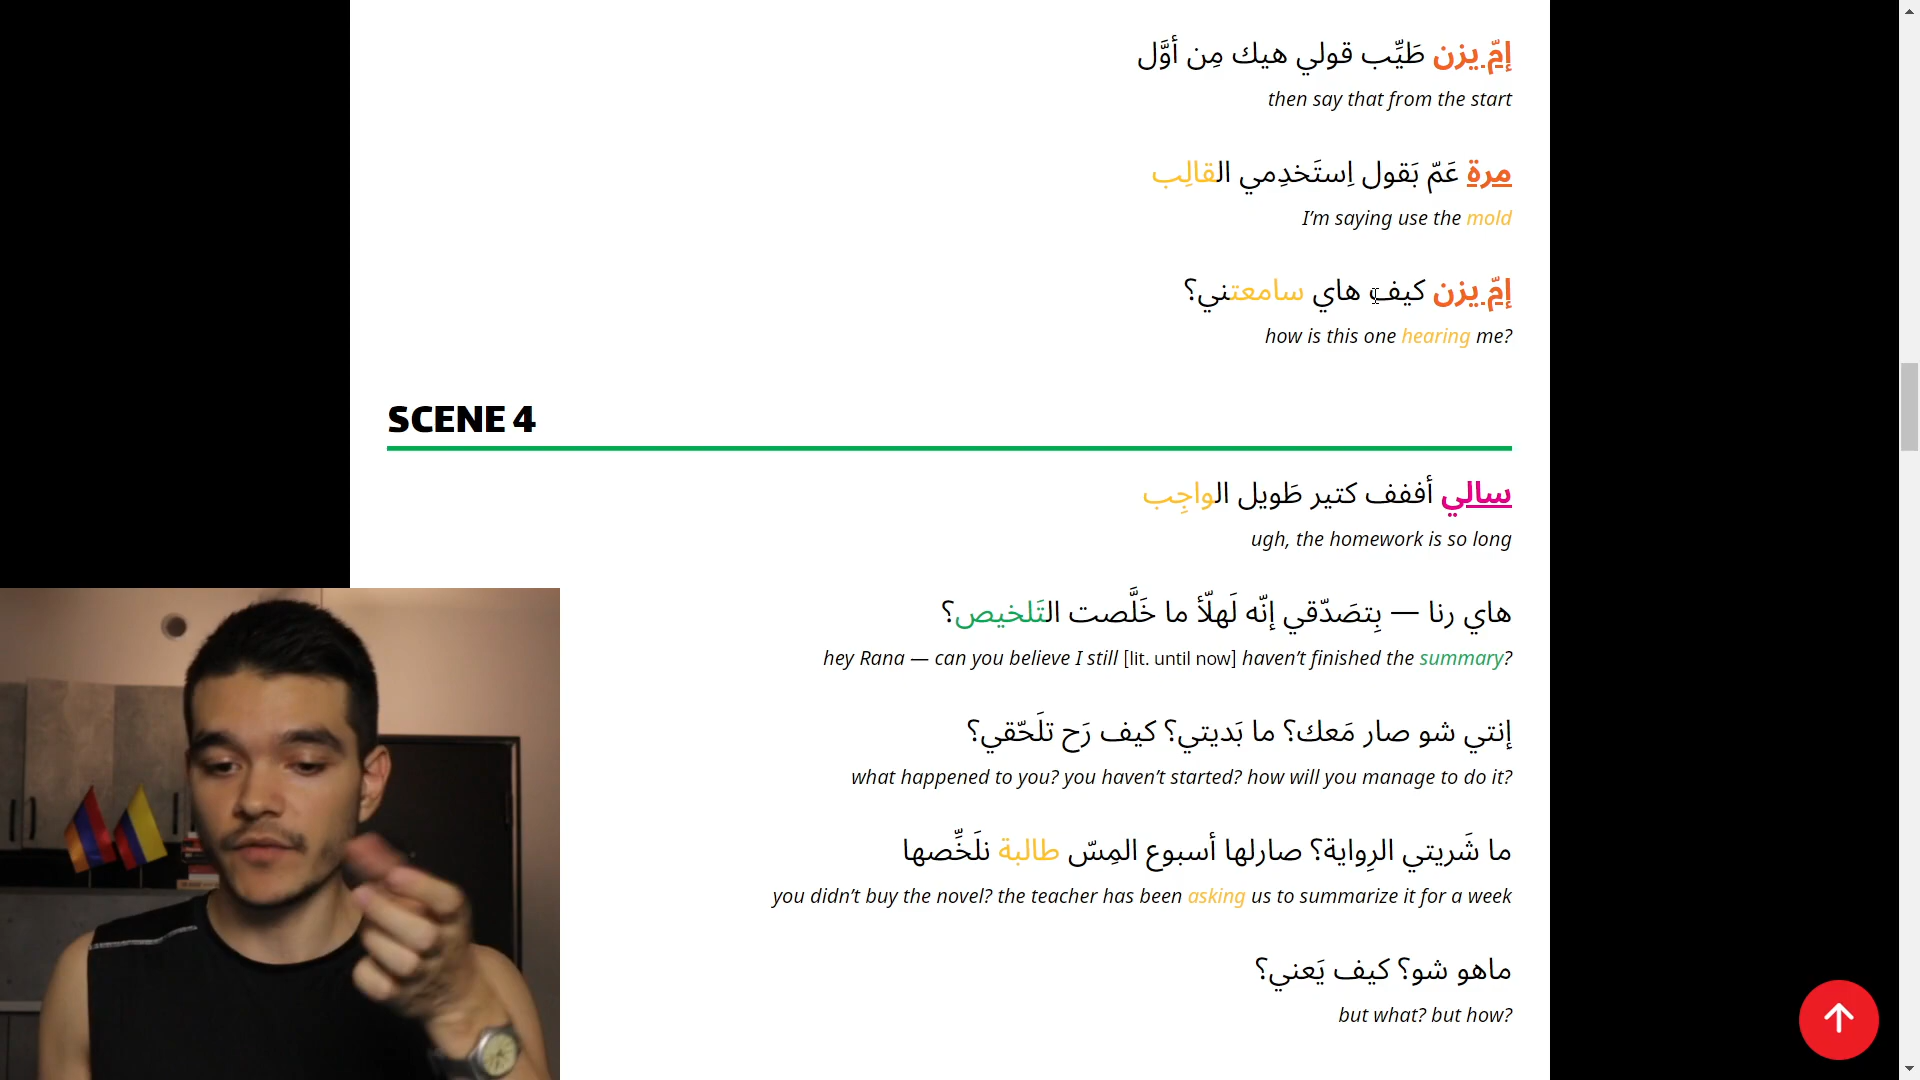 إمّ يزن طَيِّب قولي هيك مِن أوَّل
then say that from the start
مرة عَمّ بَقول اِستَخدِمي القالِب
I'm saying use the mold
إمّ يزن كيف هاي سامعتني؟
how is this one hearing me?
SCENE 4
سالي أففف كتير طَويل الواجِب
ugh, the homework is so long
هاي رنا — بِتصَدّقي إنّه لَهلّأ ما خَلَّصت التَلخيص؟
hey Rana — can you believe I still [lit. until now] haven't finished the summary?
إنتي شو صار مَعك؟ ما بَديتي؟ كيف رَح تلَحّقي؟
what happened to you? you haven't started? how will you manage to do it?
ما شَريتي الرِواية؟ صارلها أسبوع المِسّ طالبة نلَخِّصها
you didn't buy the novel? the teacher has been asking us to summarize it for a week
ماهو شو؟ كيف يَعني؟
but what? but how?